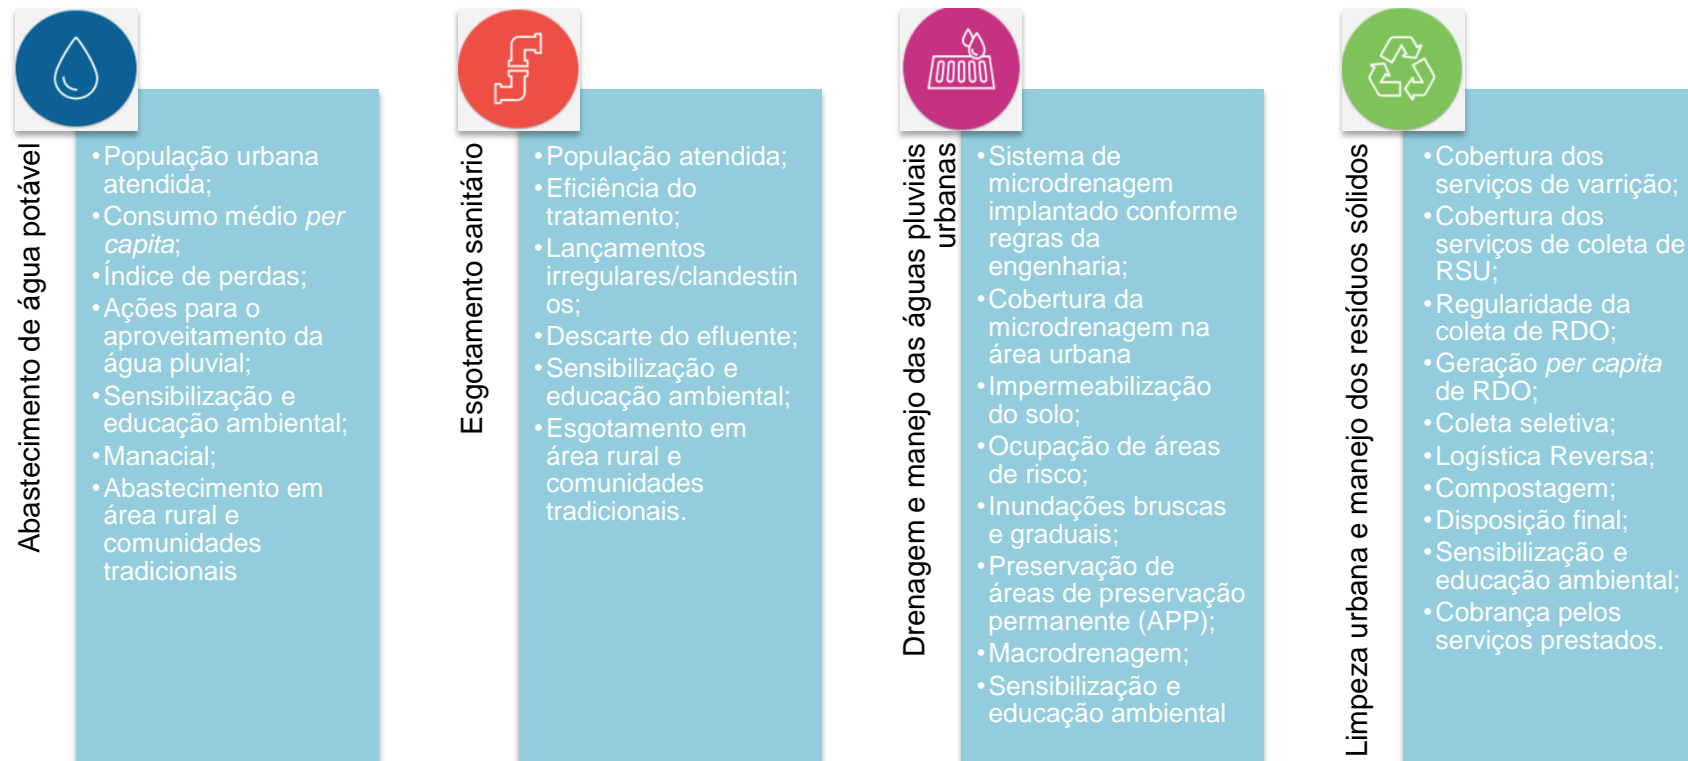 Abastecimento de água potável
•População urbana
atendida;
•Consumo médio per
capita;
•Índice de perdas;
•Ações para o
aproveitamento da
água pluvial;
•Sensibilização e
educação ambiental;
•Manacial;
•Abastecimento em
área rural e
comunidades
tradicionais
Esgotamento sanitário
•População atendida;
•Eficiência do
tratamento;
•Lançamentos
irregulares/clandestin
os;
•Descarte do efluente;
•Sensibilização e
educação ambiental;
•Esgotamento em
área rural e
comunidades
tradicionais.
Drenagem e manejo das águas pluviais
urbanas
•Sistema de
microdrenagem
implantado conforme
regras da
engenharia;
•Cobertura da
microdrenagem na
área urbana
•Impermeabilização
do solo;
•Ocupação de áreas
de risco;
•Inundações bruscas
e graduais;
•Preservação de
áreas de preservação
permanente (APP);
•Macrodrenagem;
•Sensibilização e
educação ambiental
Limpeza urbana e manejo dos resíduos sólidos
•Cobertura dos
serviços de varrição;
•Cobertura dos
serviços de coleta de
RSU;
•Regularidade da
coleta de RDO;
•Geração per capita
de RDO;
•Coleta seletiva;
•Logística Reversa;
•Compostagem;
•Disposição final;
•Sensibilização e
educação ambiental;
•Cobrança pelos
serviços prestados.